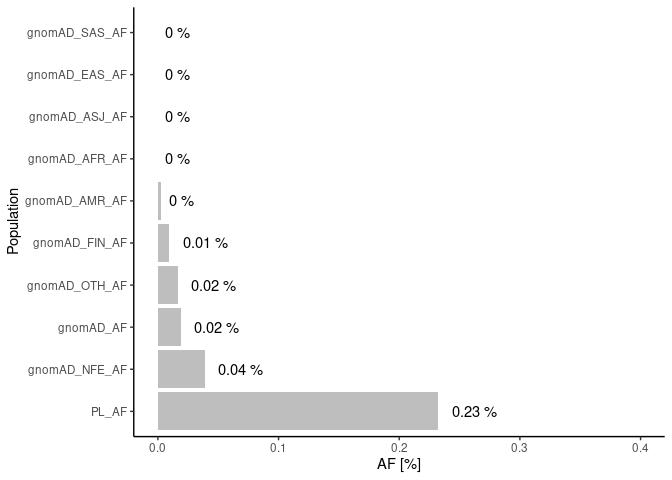 Population
gnomAD_SAS_AF 0 %
gnomAD_EAS_AF 0 %
gnomAD_ASJ_AF 0 %
gnomAD_AFR_AF 0 %
gnomAD_AMR_AF 0 %
gnomAD_FIN_AF 0.01 %
gnomAD_OTH_AF 0.02 %
gnomAD_AF 0.02 %
gnomAD_NFE_AF 0.04 %
PL_AF 0.23 %
0.0 0.1 0.2 0.3 0.4
AF [%]